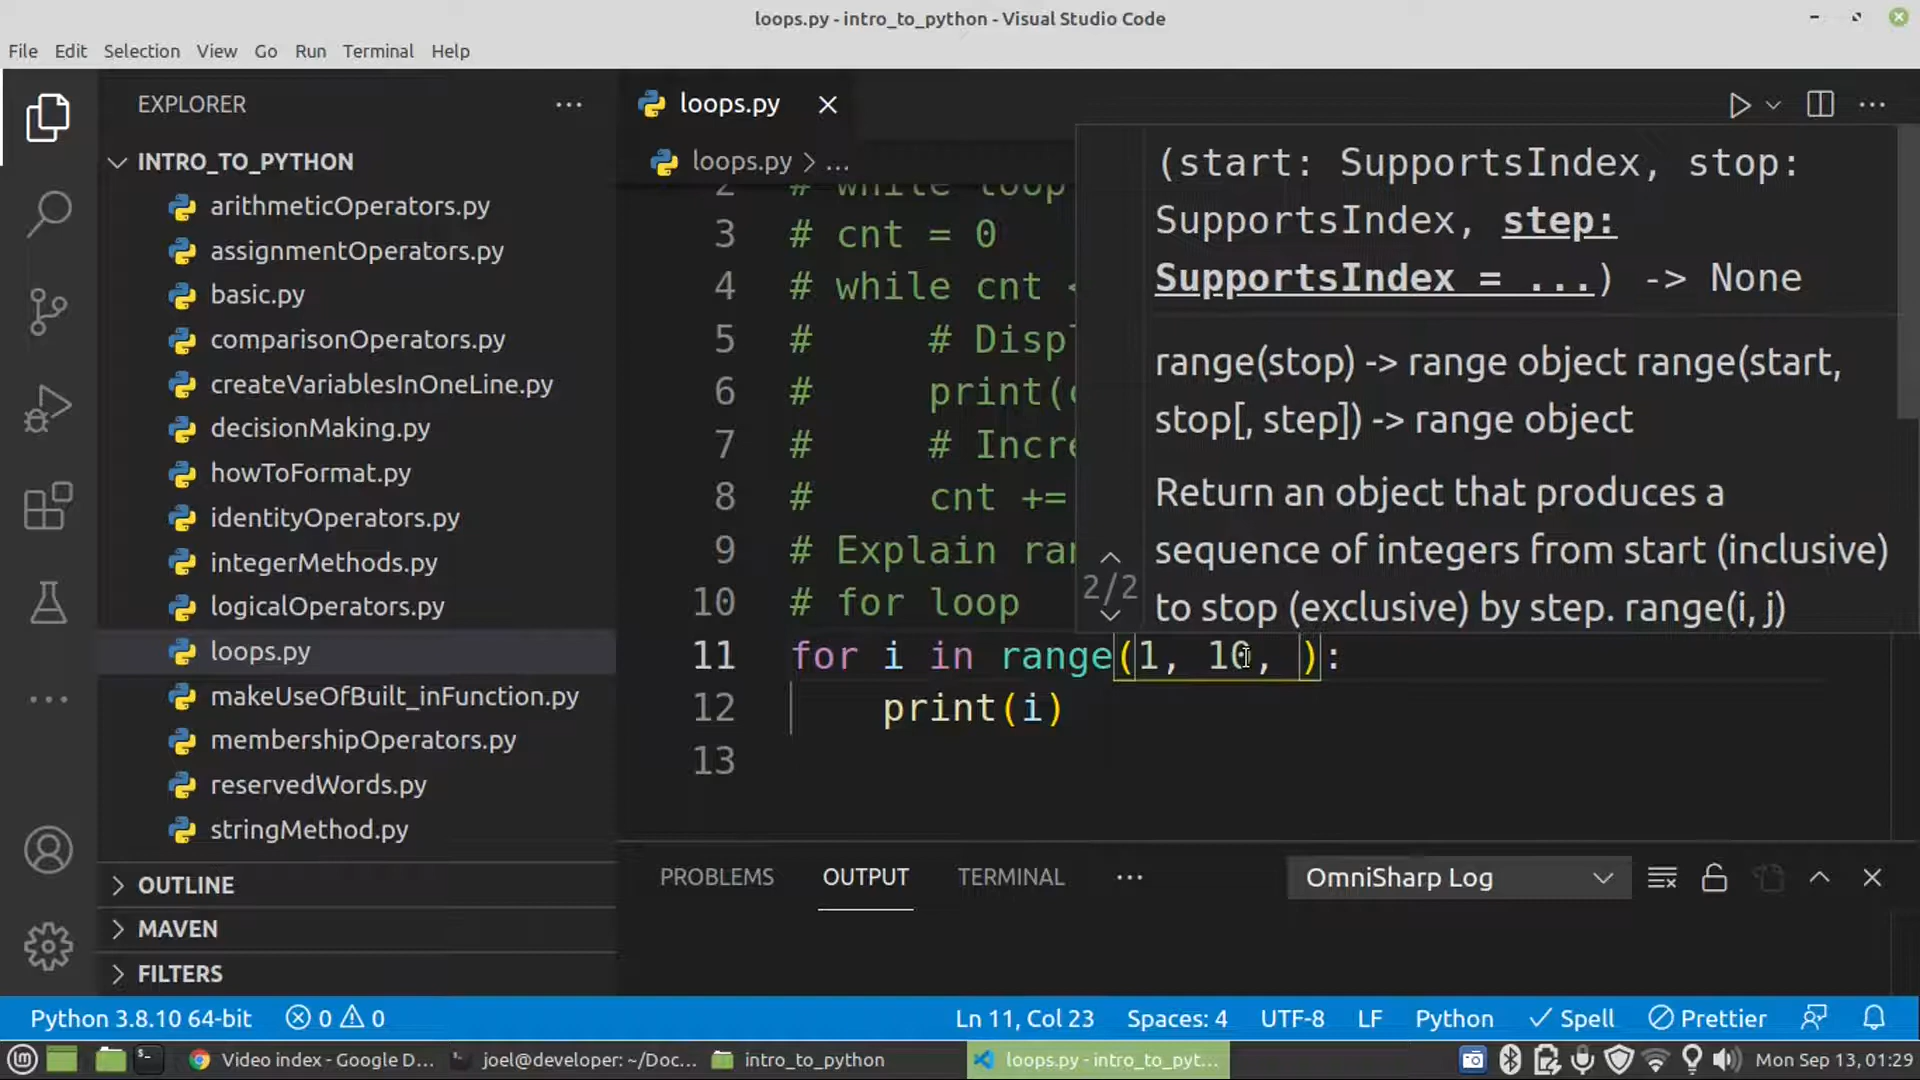 loops.py - intro_to_python - Visual Studio Code
File Edit Selection View Go Run Terminal Help
EXPLORER
INTRO_TO_PYTHON
arithmeticOperators.py
assignmentOperators.py
basic.py
comparisonOperators.py
createVariablesInOneLine.py
decisionMaking.py
howToFormat.py
identityOperators.py
integerMethods.py
logicalOperators.py
loops.py
makeUseOfBuilt_inFunction.py
membershipOperators.py
reservedWords.py
stringMethod.py
OUTLINE
MAVEN
FILTERS
loops.py
loops.py > ...
2 # while loop
3 # cnt = 0
4 # while cnt <
5 # # Disp
6 # print(
7 # # Incre
8 # cnt +=
9 # Explain ran
10 # for loop
11 for i in range(1, 10, ):
12 print(i)
13
(start: SupportsIndex, stop:
SupportsIndex, step:
SupportsIndex = ...) -> None
range(stop) -> range object range(start,
stop[, step]) -> range object
Return an object that produces a
sequence of integers from start (inclusive)
2/2
to stop (exclusive) by step. range(i, j)
PROBLEMS OUTPUT TERMINAL ... OmniSharp Log
Python 3.8.10 64-bit 0 0 Ln 11, Col 23 Spaces: 4 UTF-8 LF Python Spell Prettier
Video index - Google D... joel@developer: ~/Doc... intro_to_python loops.py - intro_to_pyt... Mon Sep 13, 01:29